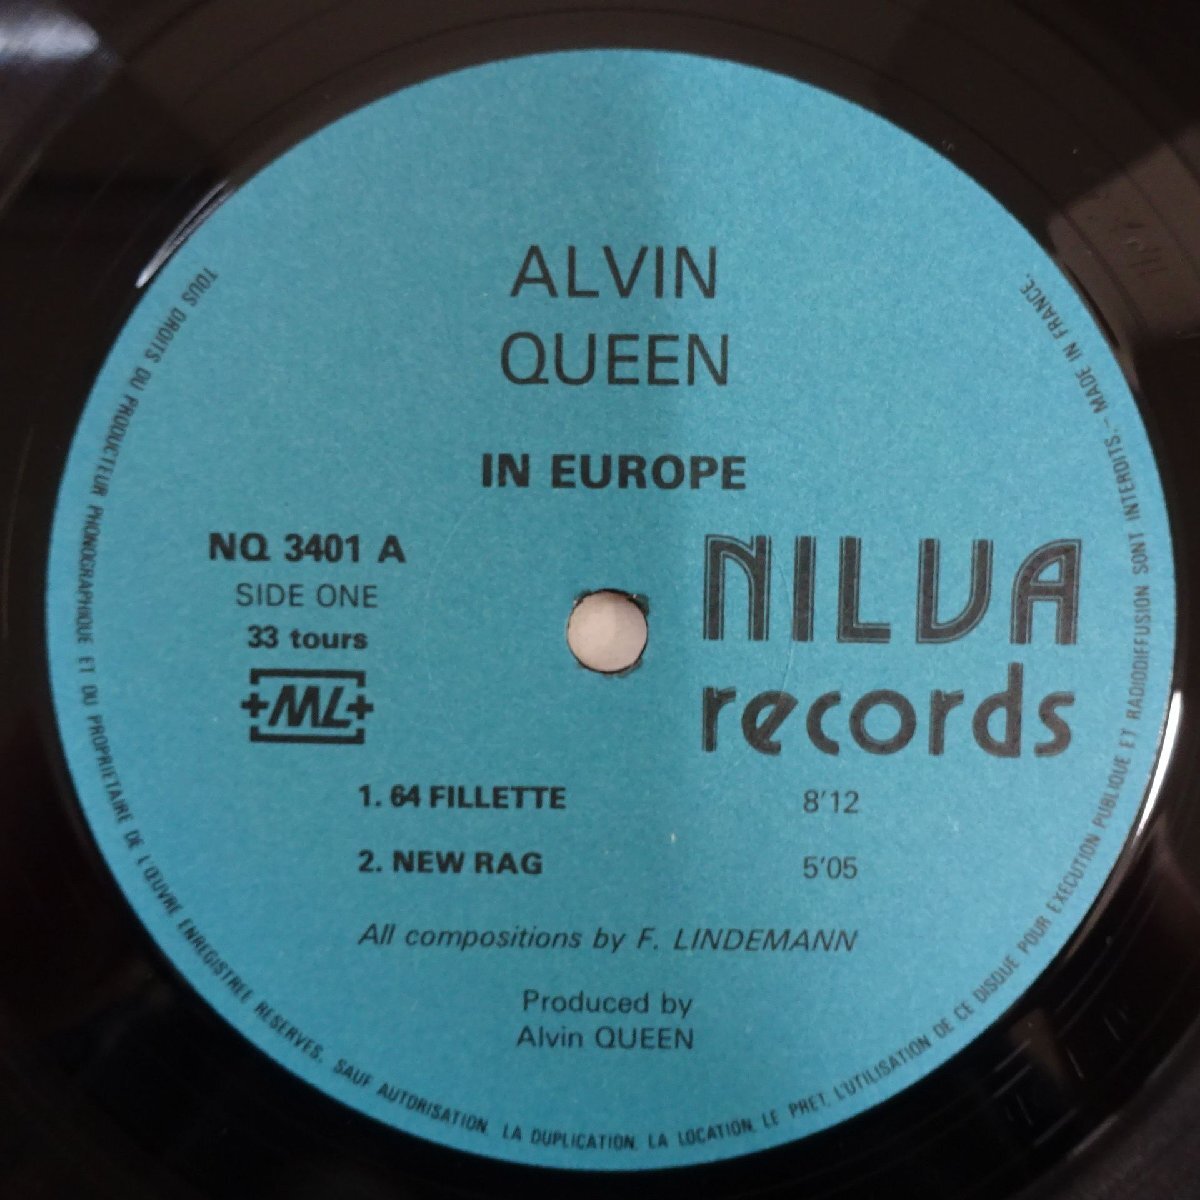 ALVIN
QUEEN
IN EUROPE
NQ 3401 A
SIDE ONE
33 tours
ML
NILVA
records
1. 64 FILLETTE 8'12
2. NEW RAG 5'05
All compositions by F. LINDEMANN
Produced by
Alvin QUEEN
TOUS DROITS DU PRODUCTEUR PHONOGRAPHIQUE ET DU PROPRIETAIRE DE L'ŒUVRE ENREGISTREE RESERVES. SAUF AUTORISATION, LA DUPLICATION, LA LOCATION, LE PRET, L'UTILISATION DE CE DISQUE POUR EXECUTION PUBLIQUE ET RADIODIFFUSION SONT INTERDITS. - MADE IN FRANCE.